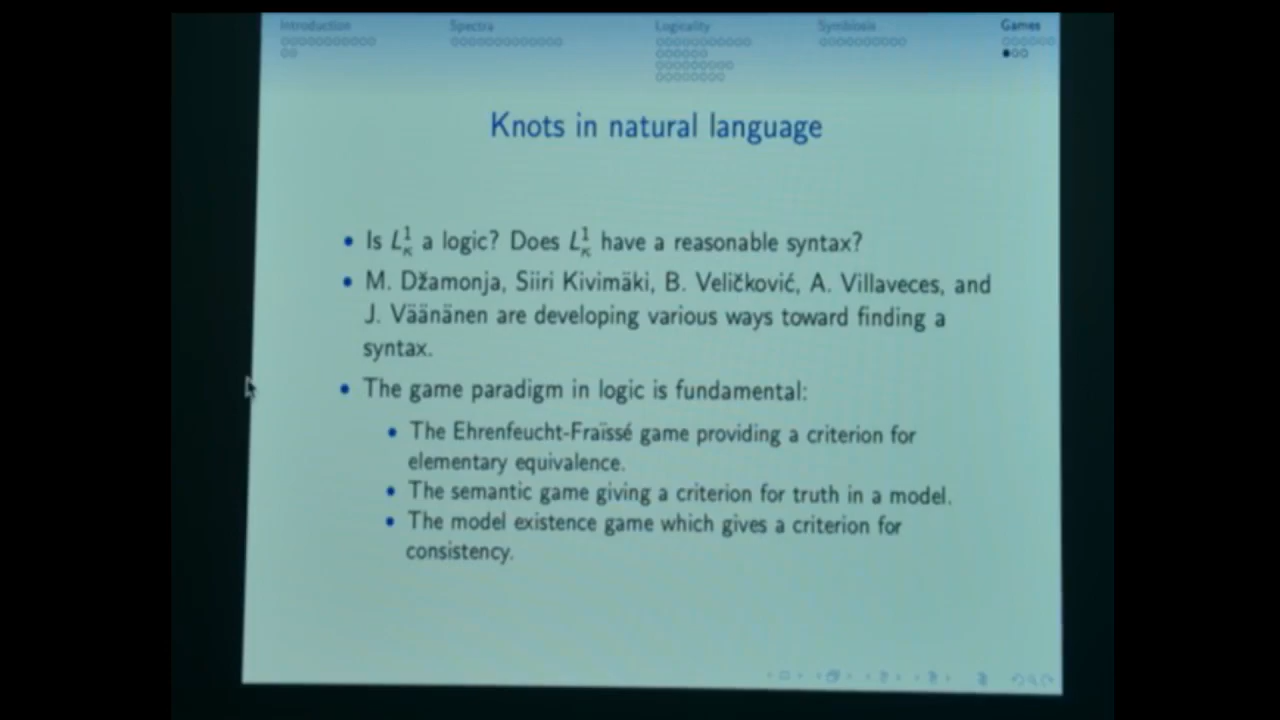 Introduction Spectra Logicality Symbiosis Games
Knots in natural language
• Is L¹κ a logic? Does L¹κ have a reasonable syntax?
• M. Džamonja, Siiri Kivimäki, B. Veličković, A. Villaveces, and
J. Väänänen are developing various ways toward finding a
syntax.
• The game paradigm in logic is fundamental:
• The Ehrenfeucht-Fraïssé game providing a criterion for
elementary equivalence.
• The semantic game giving a criterion for truth in a model.
• The model existence game which gives a criterion for
consistency.